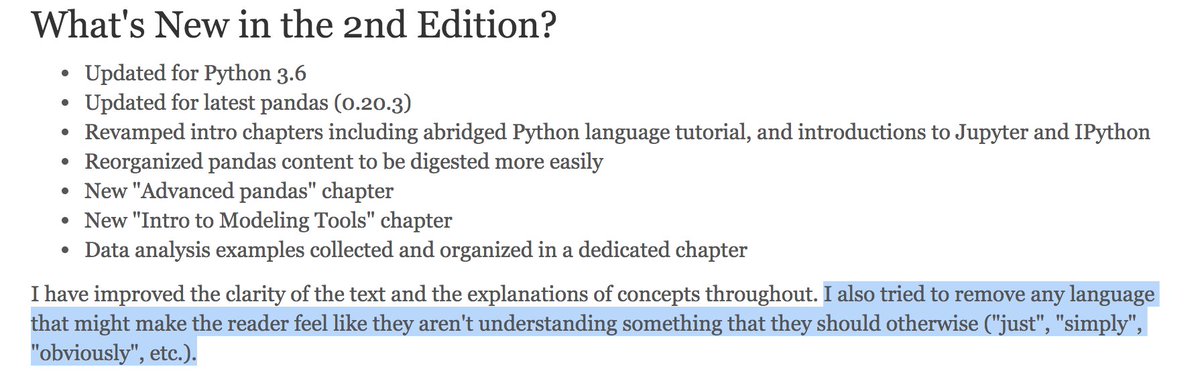 What's New in the 2nd Edition?
• Updated for Python 3.6
• Updated for latest pandas (0.20.3)
• Revamped intro chapters including abridged Python language tutorial, and introductions to Jupyter and IPython
• Reorganized pandas content to be digested more easily
• New "Advanced pandas" chapter
• New "Intro to Modeling Tools" chapter
• Data analysis examples collected and organized in a dedicated chapter
I have improved the clarity of the text and the explanations of concepts throughout. I also tried to remove any language
that might make the reader feel like they aren't understanding something that they should otherwise ("just", "simply",
"obviously", etc.).